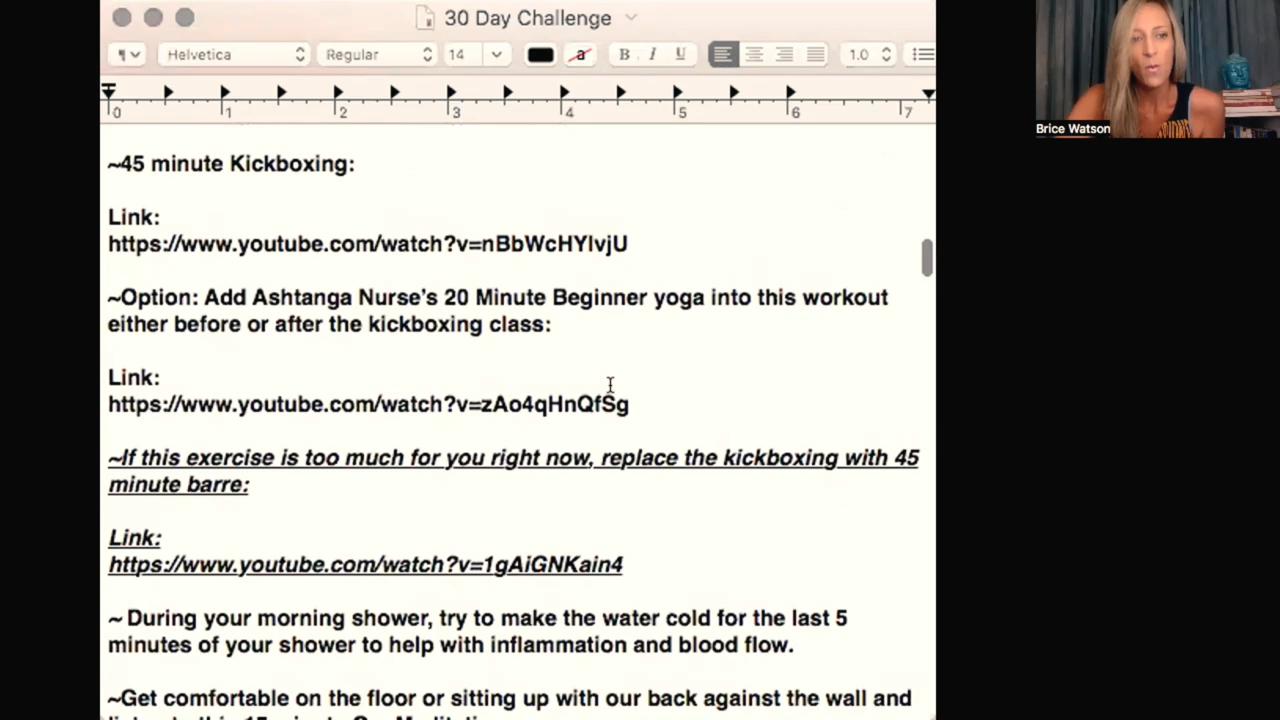 30 Day Challenge
Helvetica Regular 14 a B I U 1.0
0 1 2 3 4 5 6 7
~45 minute Kickboxing:
Link:
https://www.youtube.com/watch?v=nBbWcHYIvjU
~Option: Add Ashtanga Nurse's 20 Minute Beginner yoga into this workout
either before or after the kickboxing class:
Link:
https://www.youtube.com/watch?v=zAo4qHnQfSg
~If this exercise is too much for you right now, replace the kickboxing with 45
minute barre:
Link:
https://www.youtube.com/watch?v=1gAiGNKain4
~ During your morning shower, try to make the water cold for the last 5
minutes of your shower to help with inflammation and blood flow.
~Get comfortable on the floor or sitting up with our back against the wall and
Brice Watson